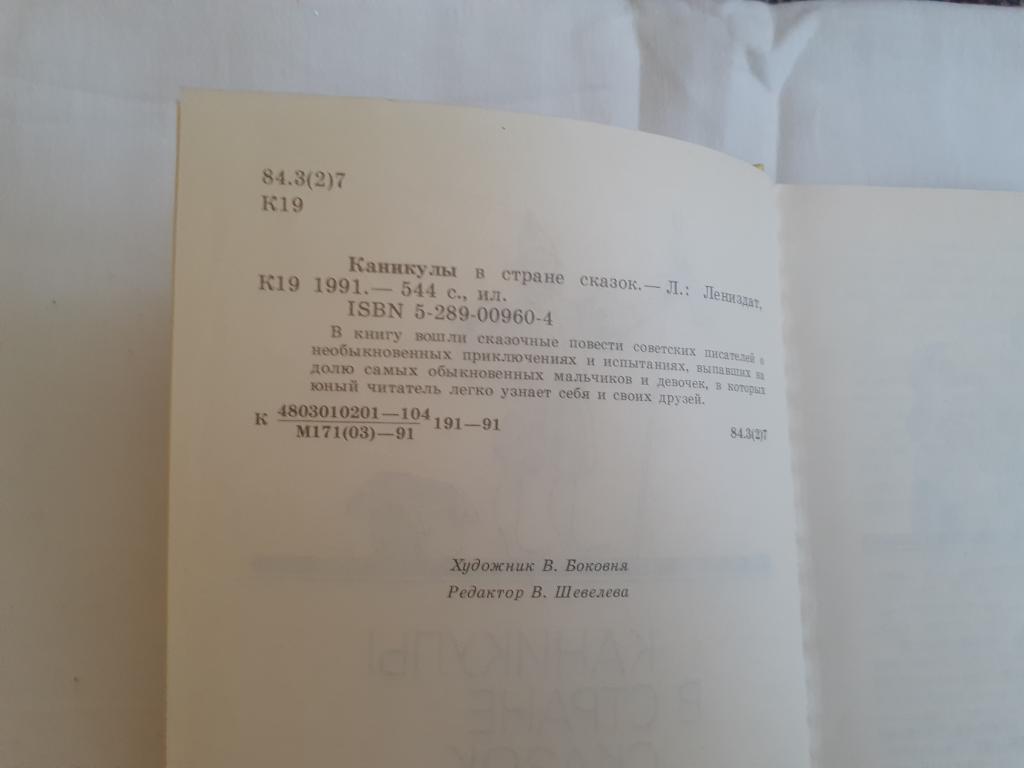 84.3(2)7
К19
Каникулы в стране сказок.— Л.: Лениздат,
К19 1991.— 544 с., ил.
ISBN 5-289-00960-4
В книгу вошли сказочные повести советских писателей о
необыкновенных приключениях и испытаниях, выпавших на
долю самых обыкновенных мальчиков и девочек, в которых
юный читатель легко узнает себя и своих друзей.
К 4803010201—104
М171(03)—91 191—91
84.3(2)7
Художник В. Боковня
Редактор В. Шевелева
КАНИКУЛЫ
В СТРАНЕ
СКАЗОК